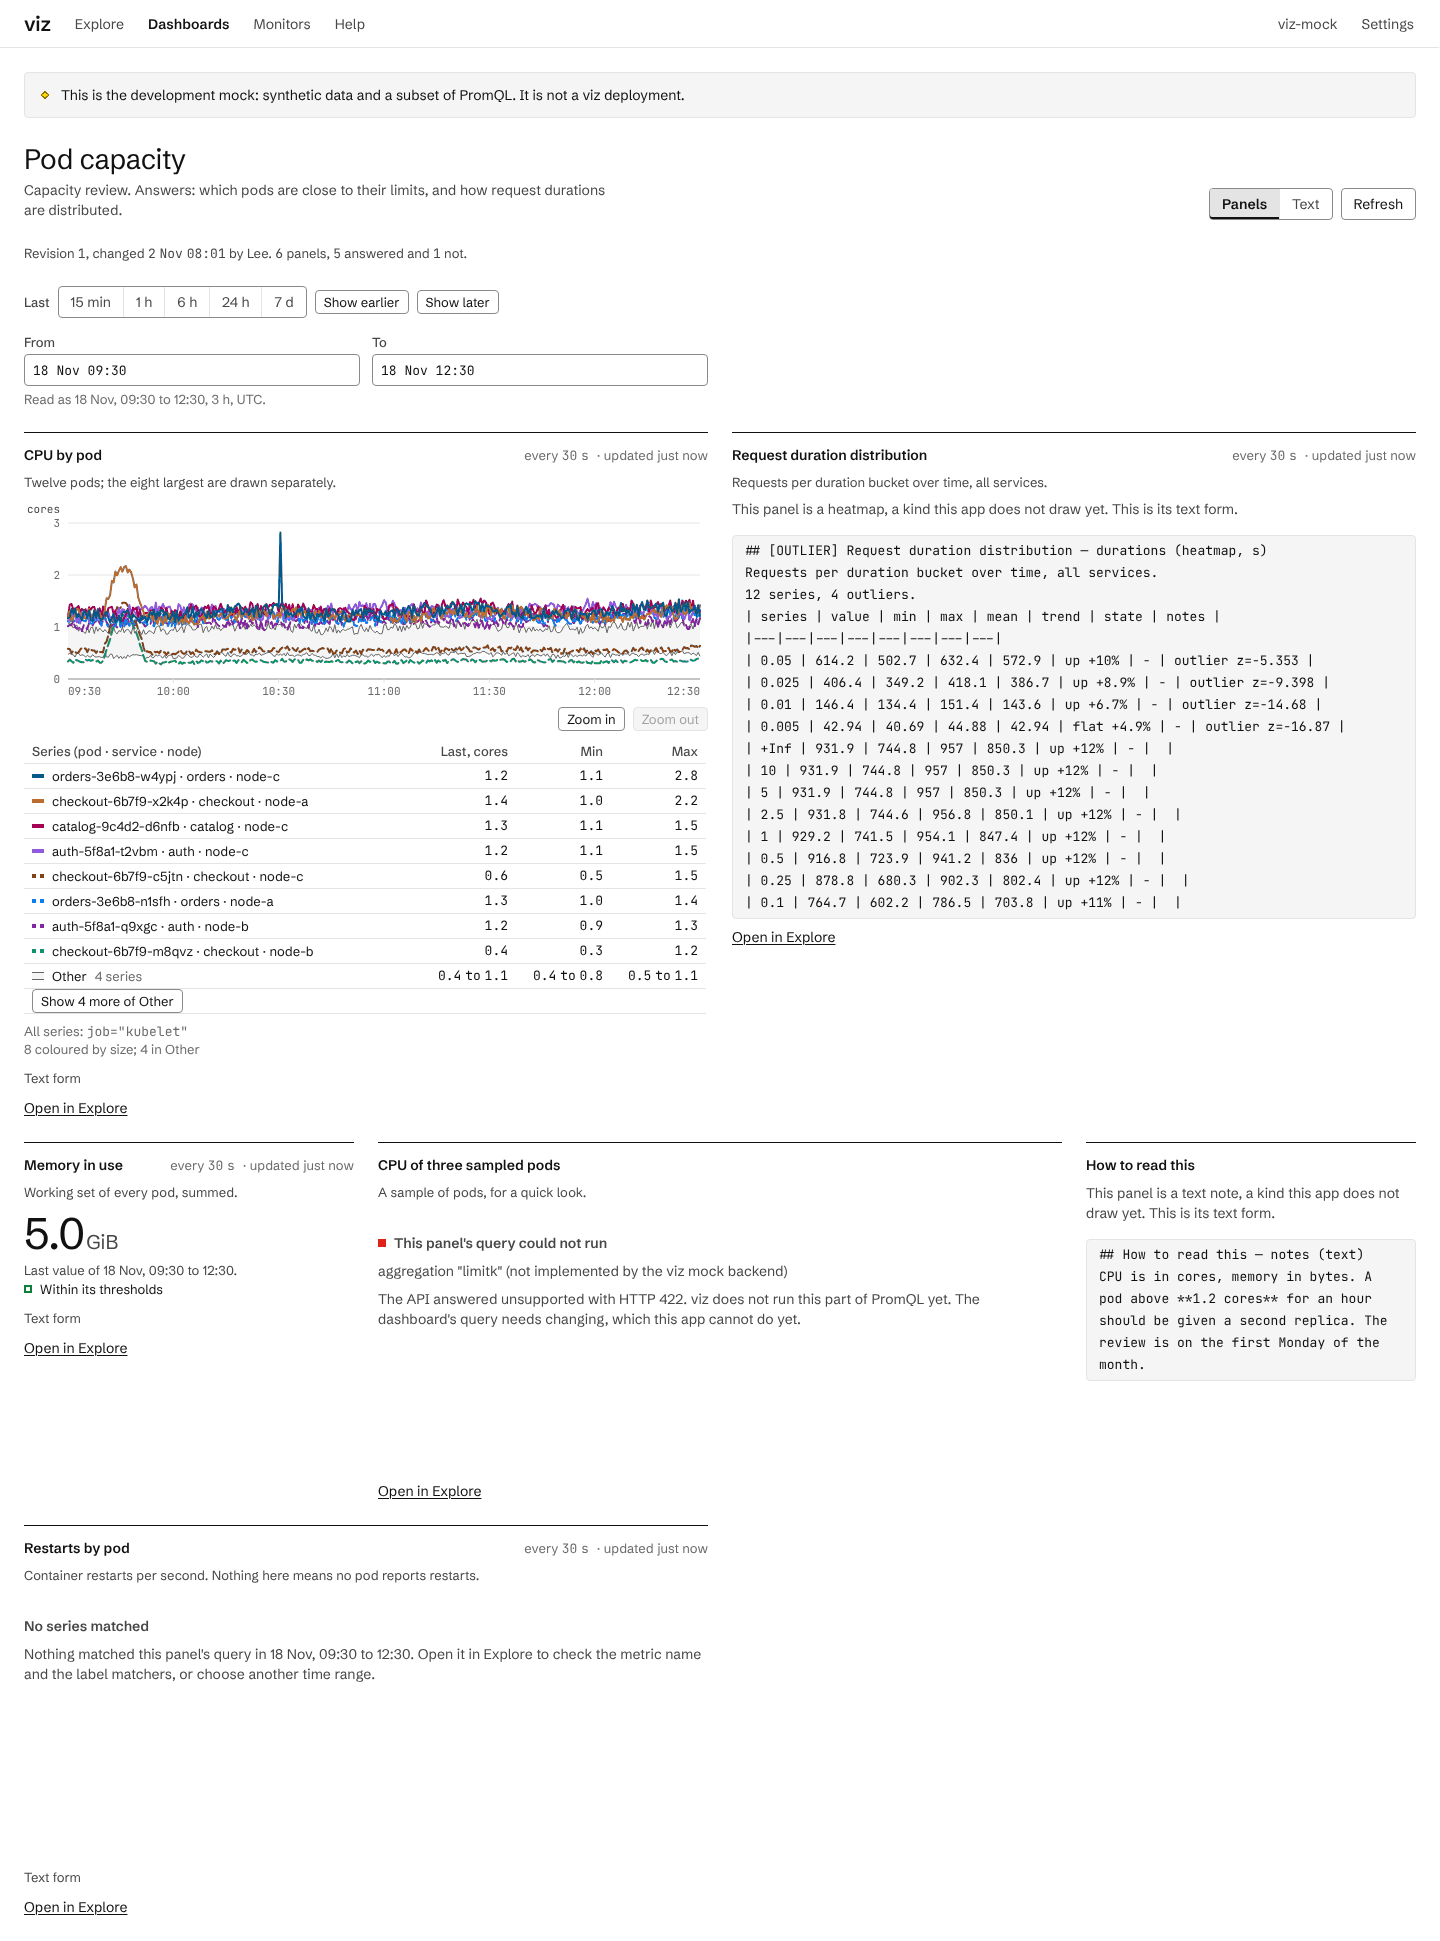 viz Explore Dashboards Monitors Help viz-mock Settings
This is the development mock: synthetic data and a subset of PromQL. It is not a viz deployment.
Pod capacity
Capacity review. Answers: which pods are close to their limits, and how request durations
are distributed.
Panels Text Refresh
Revision 1, changed 2 Nov 08:01 by Lee. 6 panels, 5 answered and 1 not.
Last 15 min 1 h 6 h 24 h 7 d Show earlier Show later
From To
18 Nov 09:30 18 Nov 12:30
Read as 18 Nov, 09:30 to 12:30, 3 h, UTC.
CPU by pod every 30 s · updated just now
Twelve pods; the eight largest are drawn separately.
cores
3
2
1
0
09:30 10:00 10:30 11:00 11:30 12:00 12:30
Zoom in Zoom out
Series (pod · service · node) Last, cores Min Max
orders-3e6b8-w4ypj · orders · node-c 1.2 1.1 2.8
checkout-6b7f9-x2k4p · checkout · node-a 1.4 1.0 2.2
catalog-9c4d2-d6nfb · catalog · node-c 1.3 1.1 1.5
auth-5f8a1-t2vbm · auth · node-c 1.2 1.1 1.5
checkout-6b7f9-c5jtn · checkout · node-c 0.6 0.5 1.5
orders-3e6b8-n1sfh · orders · node-a 1.3 1.0 1.4
auth-5f8a1-q9xgc · auth · node-b 1.2 0.9 1.3
checkout-6b7f9-m8qvz · checkout · node-b 0.4 0.3 1.2
Other 4 series 0.4 to 1.1 0.4 to 0.8 0.5 to 1.1
Show 4 more of Other
All series: job="kubelet"
8 coloured by size; 4 in Other
Text form
Open in Explore
Request duration distribution every 30 s · updated just now
Requests per duration bucket over time, all services.
This panel is a heatmap, a kind this app does not draw yet. This is its text form.
## [OUTLIER] Request duration distribution — durations (heatmap, s)
Requests per duration bucket over time, all services.
12 series, 4 outliers.
| series | value | min | max | mean | trend | state | notes |
|---|---|---|---|---|---|---|---|
| 0.05 | 614.2 | 502.7 | 632.4 | 572.9 | up +10% | - | outlier z=-5.353 |
| 0.025 | 406.4 | 349.2 | 418.1 | 386.7 | up +8.9% | - | outlier z=-9.398 |
| 0.01 | 146.4 | 134.4 | 151.4 | 143.6 | up +6.7% | - | outlier z=-14.68 |
| 0.005 | 42.94 | 40.69 | 44.88 | 42.94 | flat +4.9% | - | outlier z=-16.87 |
| +Inf | 931.9 | 744.8 | 957 | 850.3 | up +12% | - |  |
| 10 | 931.9 | 744.8 | 957 | 850.3 | up +12% | - |  |
| 5 | 931.9 | 744.8 | 957 | 850.3 | up +12% | - |  |
| 2.5 | 931.8 | 744.6 | 956.8 | 850.1 | up +12% | - |  |
| 1 | 929.2 | 741.5 | 954.1 | 847.4 | up +12% | - |  |
| 0.5 | 916.8 | 723.9 | 941.2 | 836 | up +12% | - |  |
| 0.25 | 878.8 | 680.3 | 902.3 | 802.4 | up +12% | - |  |
| 0.1 | 764.7 | 602.2 | 786.5 | 703.8 | up +11% | - |  |
Open in Explore
Memory in use every 30 s · updated just now
Working set of every pod, summed.
5.0 GiB
Last value of 18 Nov, 09:30 to 12:30.
Within its thresholds
Text form
Open in Explore
CPU of three sampled pods
A sample of pods, for a quick look.
This panel's query could not run
aggregation "limitk" (not implemented by the viz mock backend)
The API answered unsupported with HTTP 422. viz does not run this part of PromQL yet. The
dashboard's query needs changing, which this app cannot do yet.
Open in Explore
How to read this
This panel is a text note, a kind this app does not
draw yet. This is its text form.
## How to read this — notes (text)
CPU is in cores, memory in bytes. A
pod above **1.2 cores** for an hour
should be given a second replica. The
review is on the first Monday of the
month.
Restarts by pod every 30 s · updated just now
Container restarts per second. Nothing here means no pod reports restarts.
No series matched
Nothing matched this panel's query in 18 Nov, 09:30 to 12:30. Open it in Explore to check the metric name
and the label matchers, or choose another time range.
Text form
Open in Explore